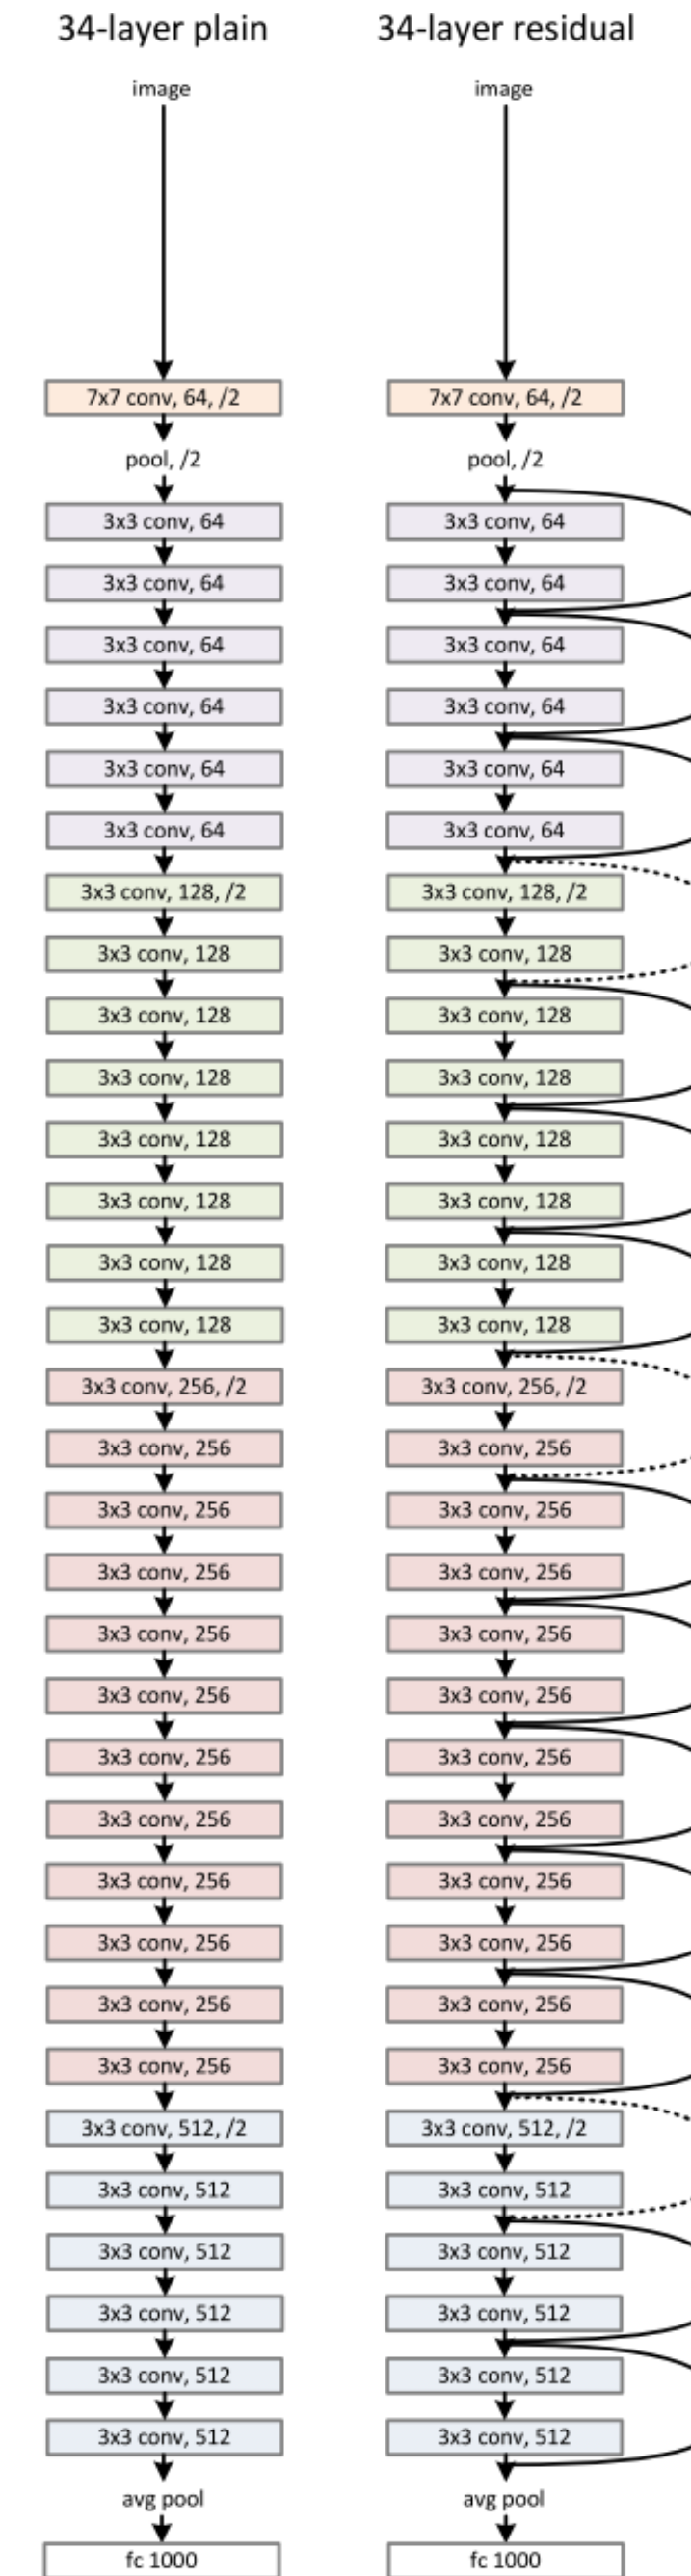 34-layer plain
image
7x7 conv, 64, /2
pool, /2
3x3 conv, 64
3x3 conv, 64
3x3 conv, 64
3x3 conv, 64
3x3 conv, 64
3x3 conv, 64
3x3 conv, 128, /2
3x3 conv, 128
3x3 conv, 128
3x3 conv, 128
3x3 conv, 128
3x3 conv, 128
3x3 conv, 128
3x3 conv, 128
3x3 conv, 256, /2
3x3 conv, 256
3x3 conv, 256
3x3 conv, 256
3x3 conv, 256
3x3 conv, 256
3x3 conv, 256
3x3 conv, 256
3x3 conv, 256
3x3 conv, 256
3x3 conv, 256
3x3 conv, 256
3x3 conv, 512, /2
3x3 conv, 512
3x3 conv, 512
3x3 conv, 512
3x3 conv, 512
3x3 conv, 512
avg pool
fc 1000
34-layer residual
image
7x7 conv, 64, /2
pool, /2
3x3 conv, 64
3x3 conv, 64
3x3 conv, 64
3x3 conv, 64
3x3 conv, 64
3x3 conv, 64
3x3 conv, 128, /2
3x3 conv, 128
3x3 conv, 128
3x3 conv, 128
3x3 conv, 128
3x3 conv, 128
3x3 conv, 128
3x3 conv, 128
3x3 conv, 256, /2
3x3 conv, 256
3x3 conv, 256
3x3 conv, 256
3x3 conv, 256
3x3 conv, 256
3x3 conv, 256
3x3 conv, 256
3x3 conv, 256
3x3 conv, 256
3x3 conv, 256
3x3 conv, 256
3x3 conv, 512, /2
3x3 conv, 512
3x3 conv, 512
3x3 conv, 512
3x3 conv, 512
3x3 conv, 512
avg pool
fc 1000